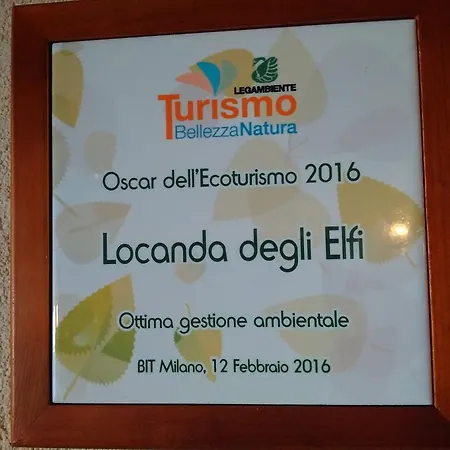 LEGAMBIENTE
Turismo
BellezzaNatura
Oscar dell'Ecoturismo 2016
Locanda degli Elfi
Ottima gestione ambientale
BIT Milano, 12 Febbraio 2016